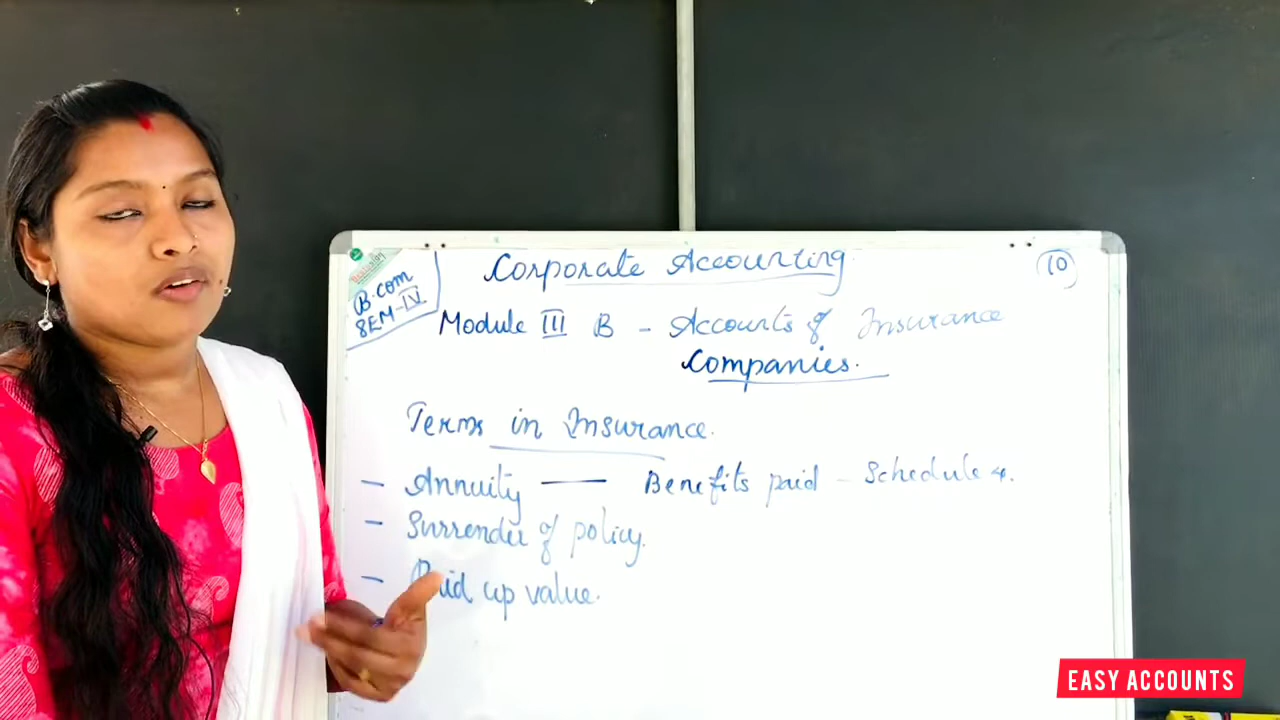 Corporate Accounting.
10
B.com
SEM-IV
Module III B - Accounts of Insurance
Companies.
Terms in Insurance.
- Annuity — Benefits paid - Schedule 4.
- Surrender of policy.
- Paid up value.
EASY ACCOUNTS